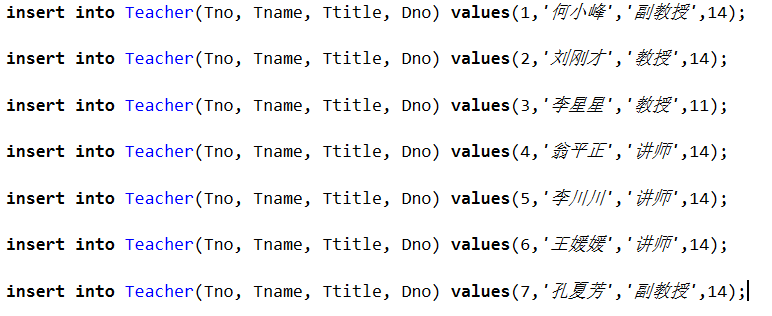 insert into Teacher(Tno, Tname, Ttitle, Dno) values(1,'何小峰','副教授',14);
insert into Teacher(Tno, Tname, Ttitle, Dno) values(2,'刘刚才','教授',14);
insert into Teacher(Tno, Tname, Ttitle, Dno) values(3,'李星星','教授',11);
insert into Teacher(Tno, Tname, Ttitle, Dno) values(4,'翁平正','讲师',14);
insert into Teacher(Tno, Tname, Ttitle, Dno) values(5,'李川川','讲师',14);
insert into Teacher(Tno, Tname, Ttitle, Dno) values(6,'王媛媛','讲师',14);
insert into Teacher(Tno, Tname, Ttitle, Dno) values(7,'孔夏芳','副教授',14);